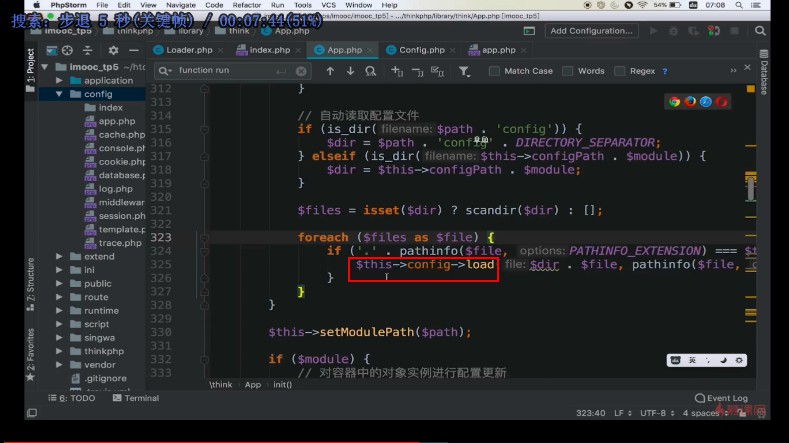 PhpStorm File Edit View Navigate Code Refactor Run Tools VCS Window Help 54% 07:08
搜索: 步退 5 秒(关键帧) / 00:07:44(51%)
imooc_tp5 thinkphp library think App.php Add Configuration...
Loader.php index.php App.php Config.php app.php
function run Match Case Words Regex ?
1: Project
Database
imooc_tp5
application
config
index
app.php
cache.php
console.ph
cookie.php
database.p
log.php
middlewar
session.ph
template.p
trace.php
extend
ini
public
route
runtime
script
singwa
thinkphp
vendor
.gitignore
7: Structure
2: Favorites
312 }
313
314 // 自动读取配置文件
315 if (is_dir( filename: $path . 'config')) {
316 $dir = $path . 'config' . DIRECTORY_SEPARATOR;
317 } elseif (is_dir( filename: $this->configPath . $module)) {
318 $dir = $this->configPath . $module;
319 }
320
321 $files = isset($dir) ? scandir($dir) : [];
322
323 foreach ($files as $file) {
324 if ('.' . pathinfo($file, options: PATHINFO_EXTENSION) === $t
325 $this->config->load( file: $dir . $file, pathinfo($file,
326 }
327 }
328 }
329
330 $this->setModulePath($path);
331
332 if ($module) {
333 // 对容器中的对象实例进行配置更新
英
\think App init()
6: TODO Terminal Event Log
323:40 LF UTF-8 4 spaces